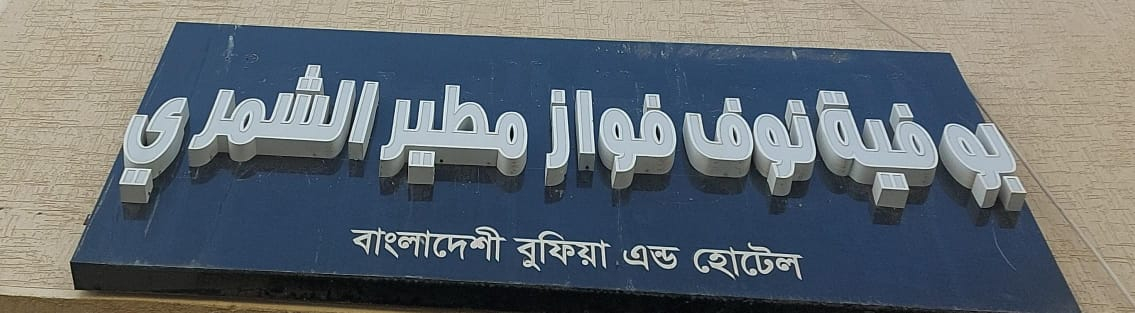 بوفية نوف فواز مطير الشمري
বাংলাদেশী বুফিয়া এন্ড হোটেল